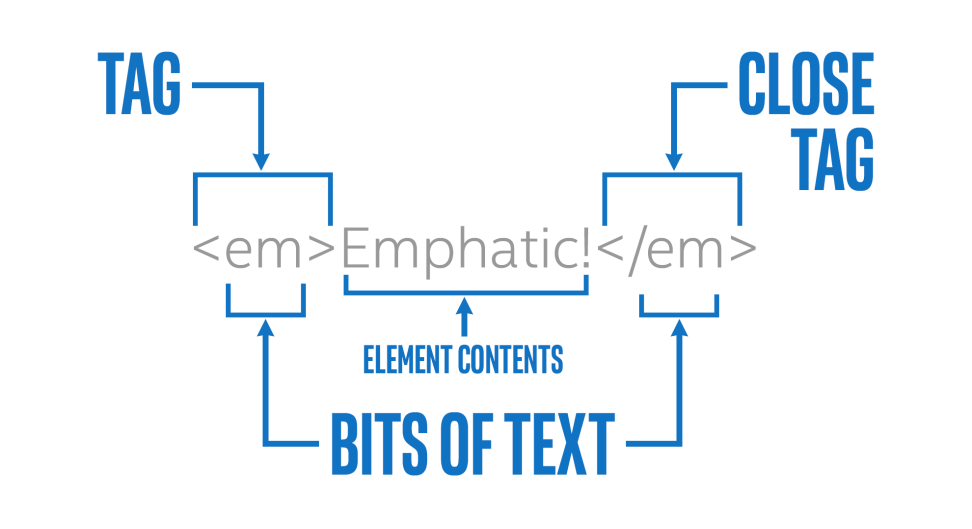 TAG
CLOSE
TAG
<em>Emphatic!</em>
ELEMENT CONTENTS
BITS OF TEXT